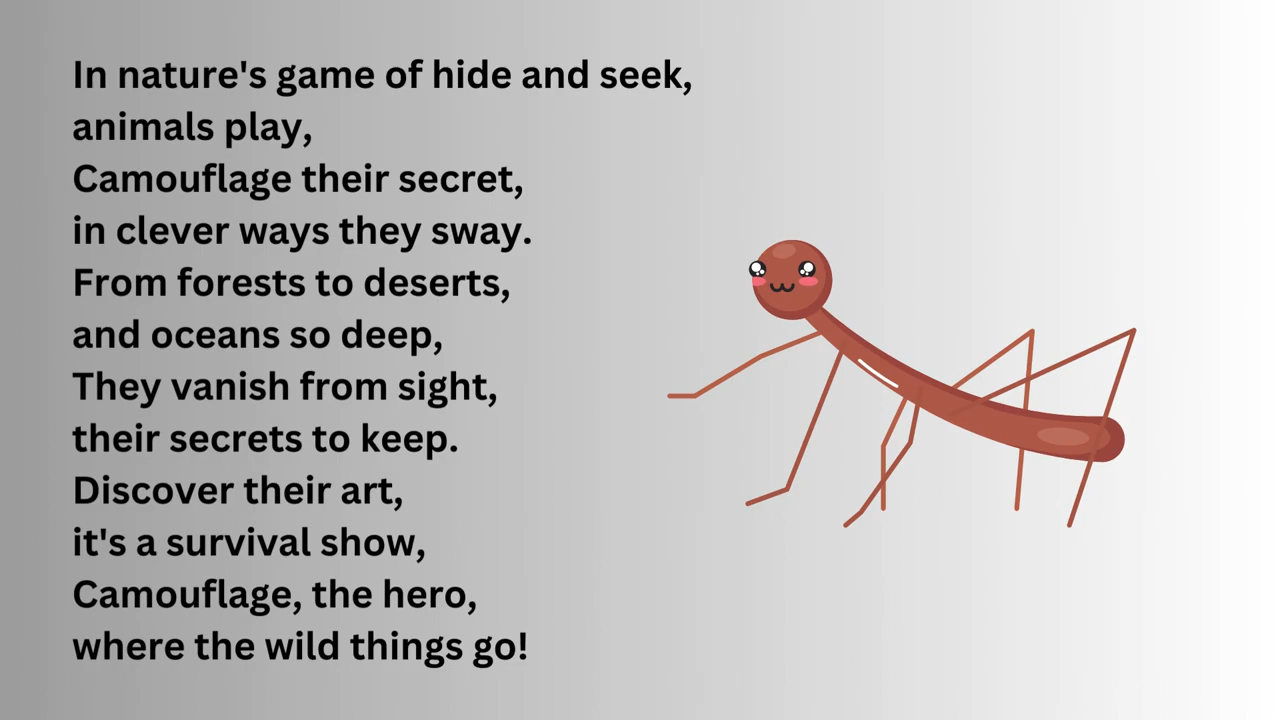 In nature's game of hide and seek,
animals play,
Camouflage their secret,
in clever ways they sway.
From forests to deserts,
and oceans so deep,
They vanish from sight,
their secrets to keep.
Discover their art,
it's a survival show,
Camouflage, the hero,
where the wild things go!